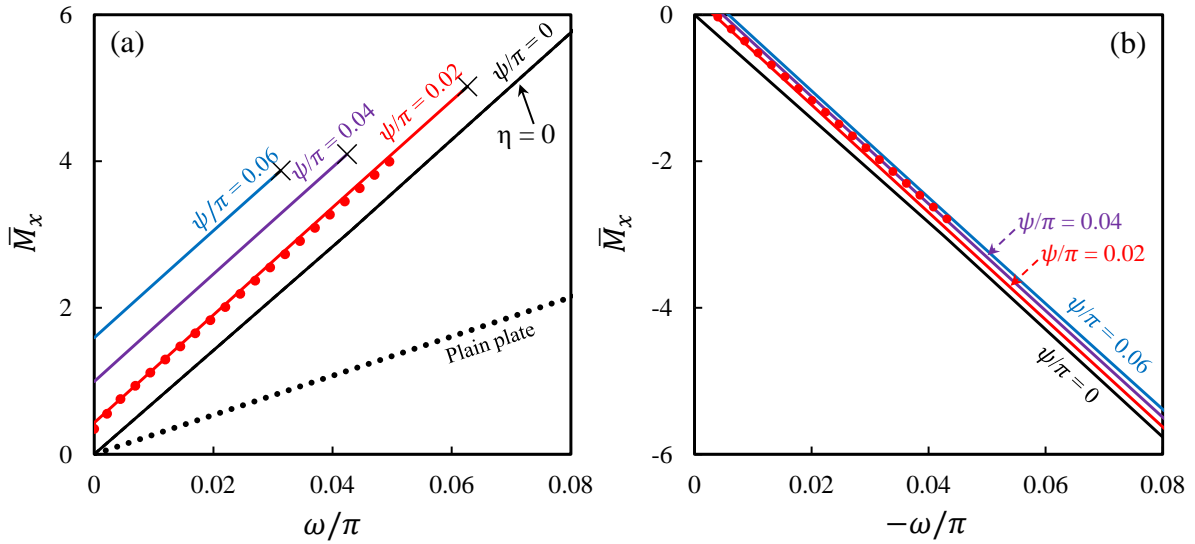 (a)
6
4
2
0
M̅ₓ
ψ/π = 0.06
ψ/π = 0.04
ψ/π = 0.02
ψ/π = 0
η = 0
Plain plate
0
0.02
0.04
0.06
0.08
ω/π
(b)
0
-2
-4
-6
M̅ₓ
ψ/π = 0.04
ψ/π = 0.02
ψ/π = 0.06
ψ/π = 0
0
0.02
0.04
0.06
0.08
−ω/π